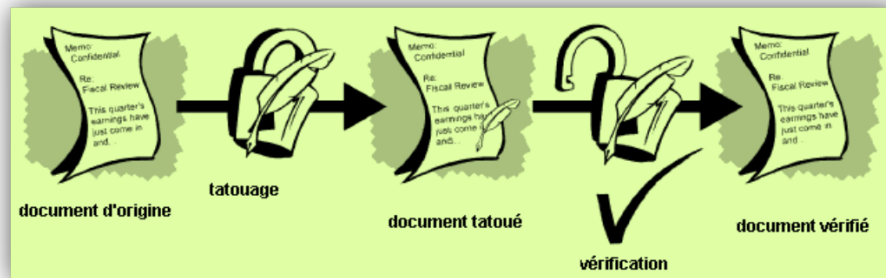 Memo:
Confidential
Re:
Fiscal Review
This quarter's
earnings have
just come in
and. .
document d'origine
tatouage
Memo:
Confidential
Re:
Fiscal Review
This quarter's
earnings
just come
and. .
document tatoué
vérification
Memo:
Confidential
Re:
Fiscal Review
This quarter's
earnings have
just come in
and. .
document vérifié